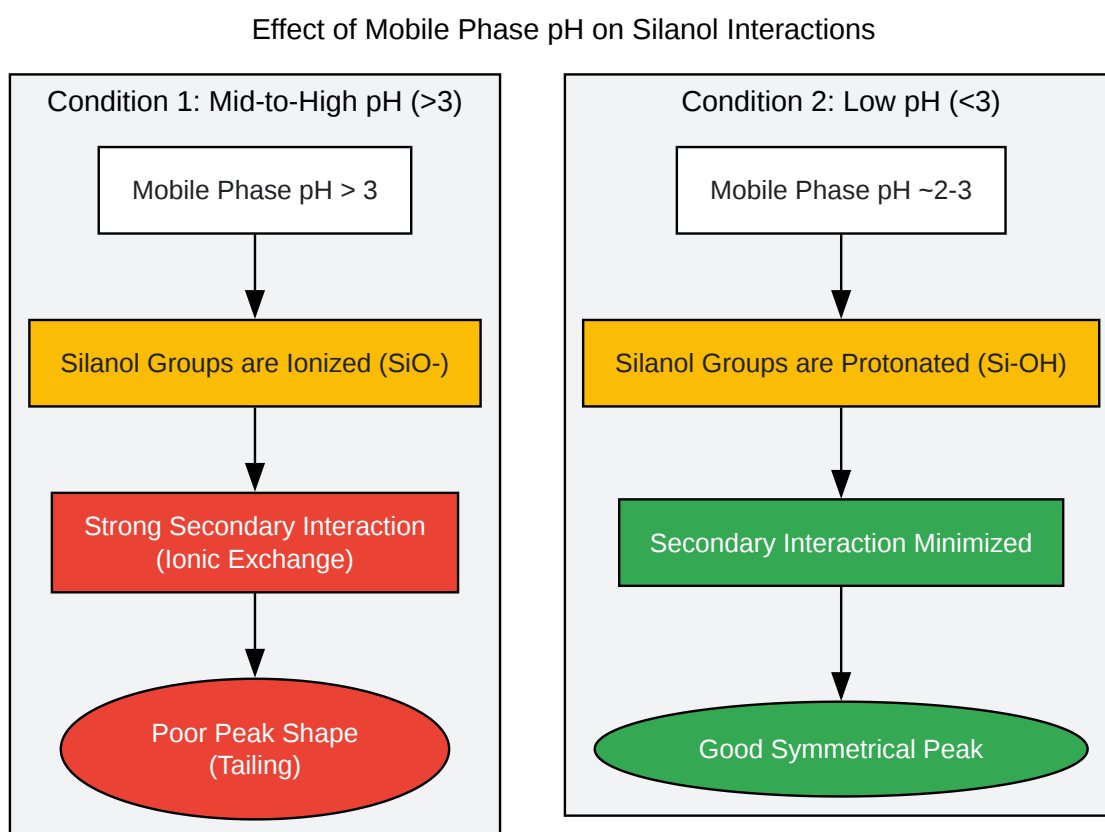 Effect of Mobile Phase pH on Silanol Interactions
Condition 1: Mid-to-High pH (>3)
Mobile Phase pH > 3
Silanol Groups are Ionized (SiO-)
Strong Secondary Interaction
(Ionic Exchange)
Poor Peak Shape
(Tailing)
Condition 2: Low pH (<3)
Mobile Phase pH ~2-3
Silanol Groups are Protonated (Si-OH)
Secondary Interaction Minimized
Good Symmetrical Peak